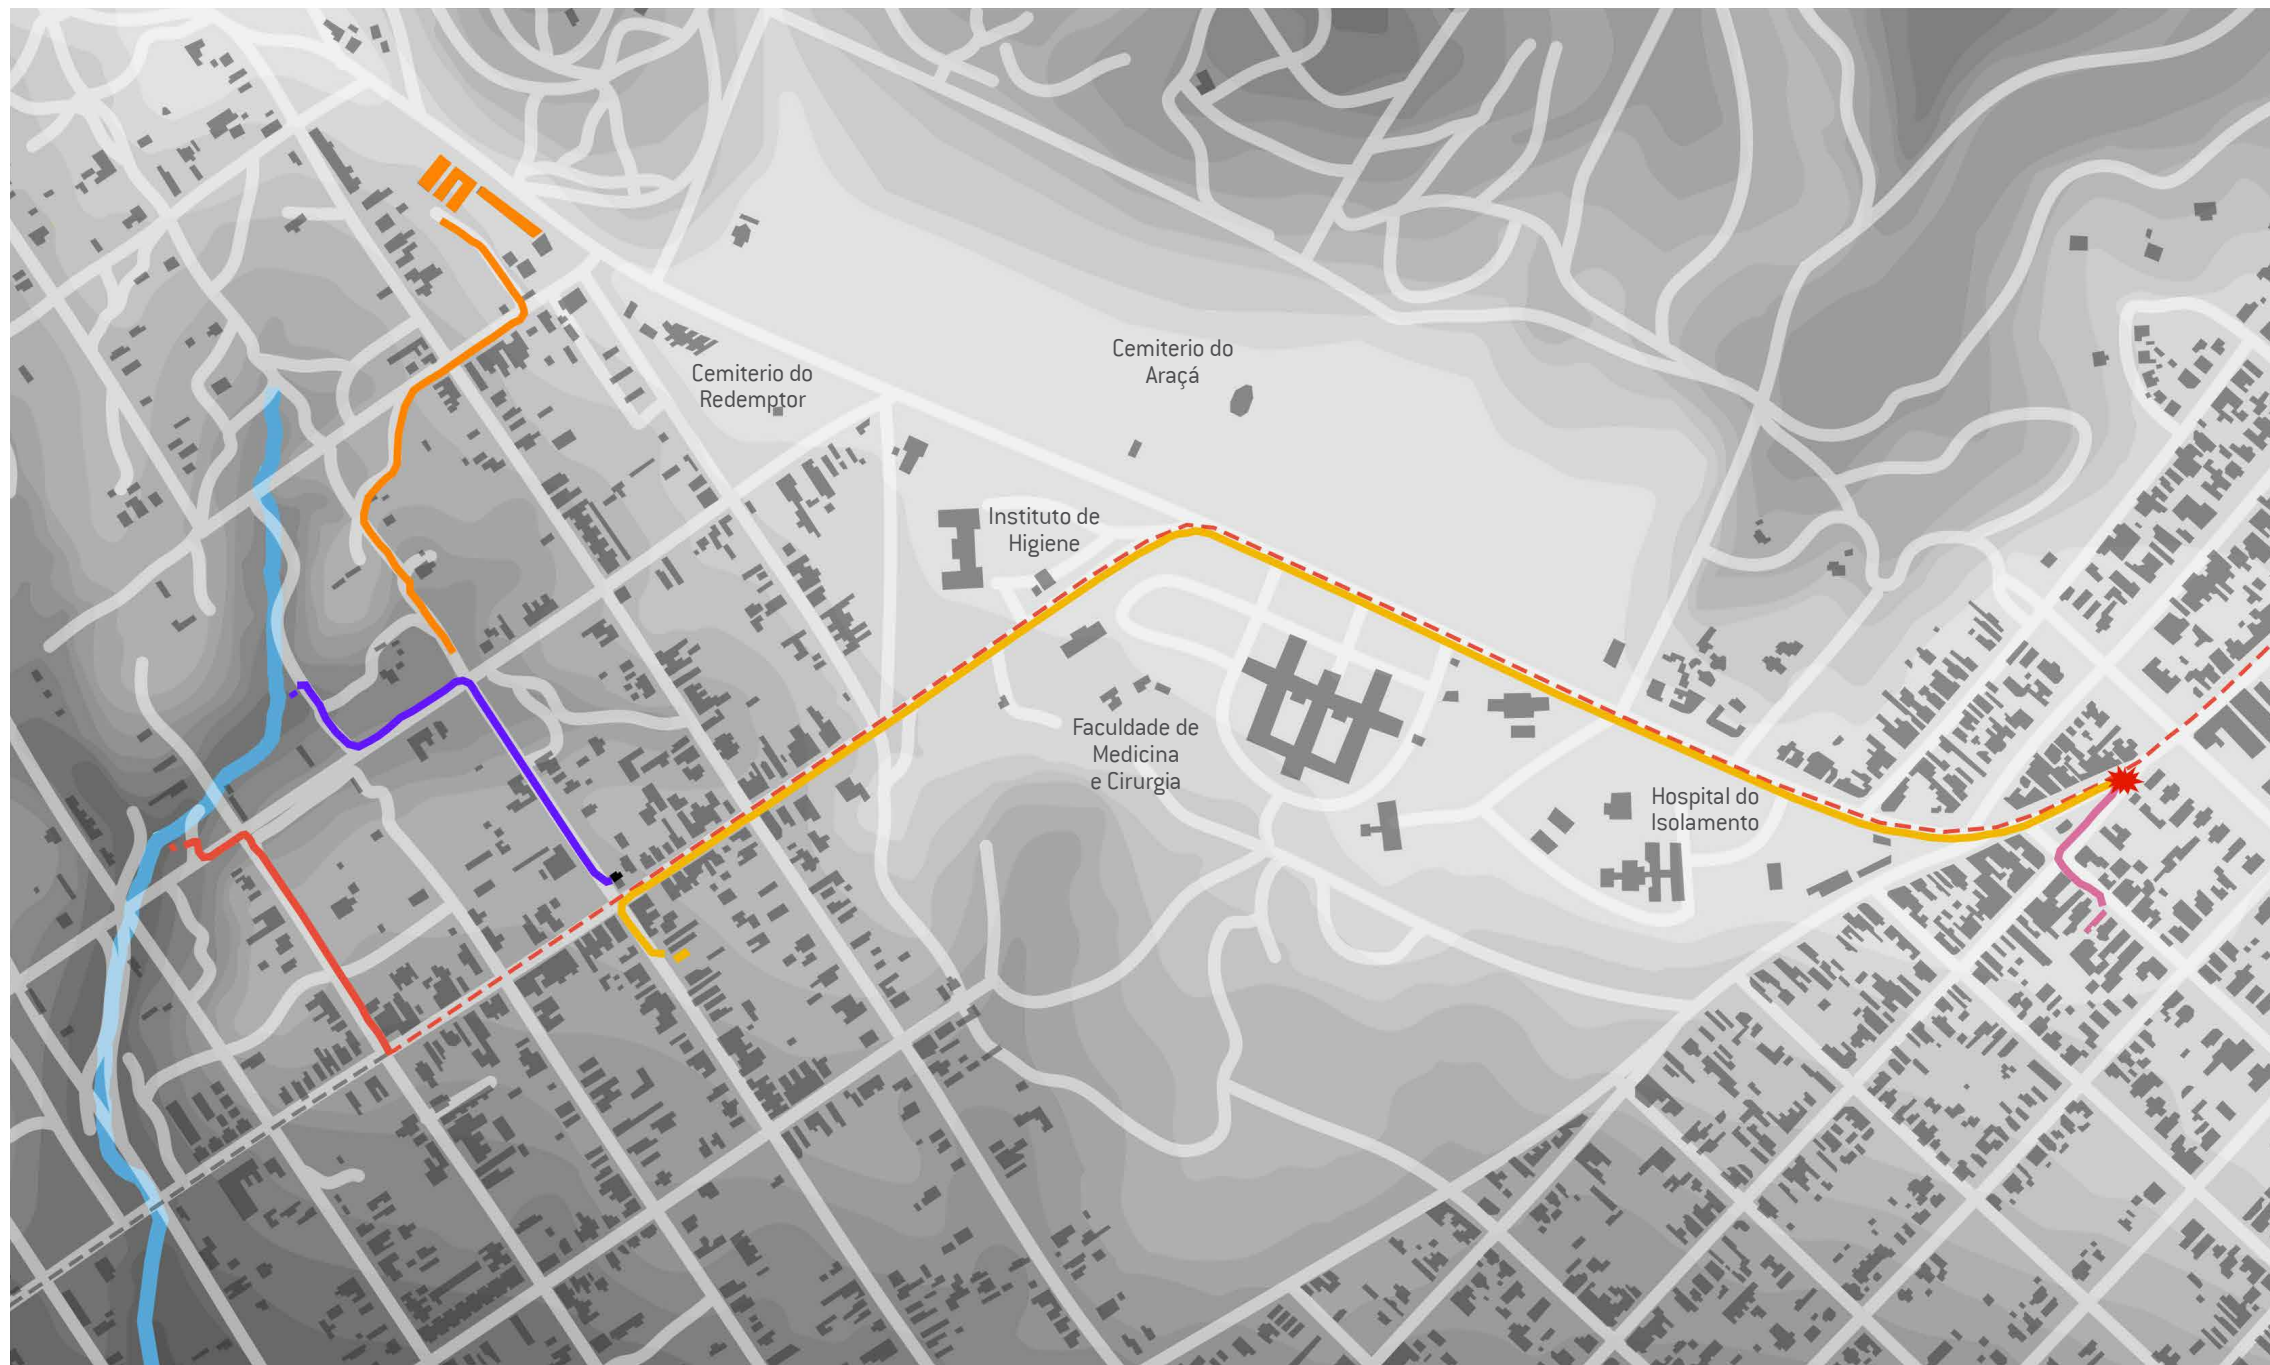 Cemiterio do
Araçá
Cemiterio do
Redemptor
Instituto de
Higiene
Faculdade de
Medicina
e Cirurgia
Hospital do
Isolamento